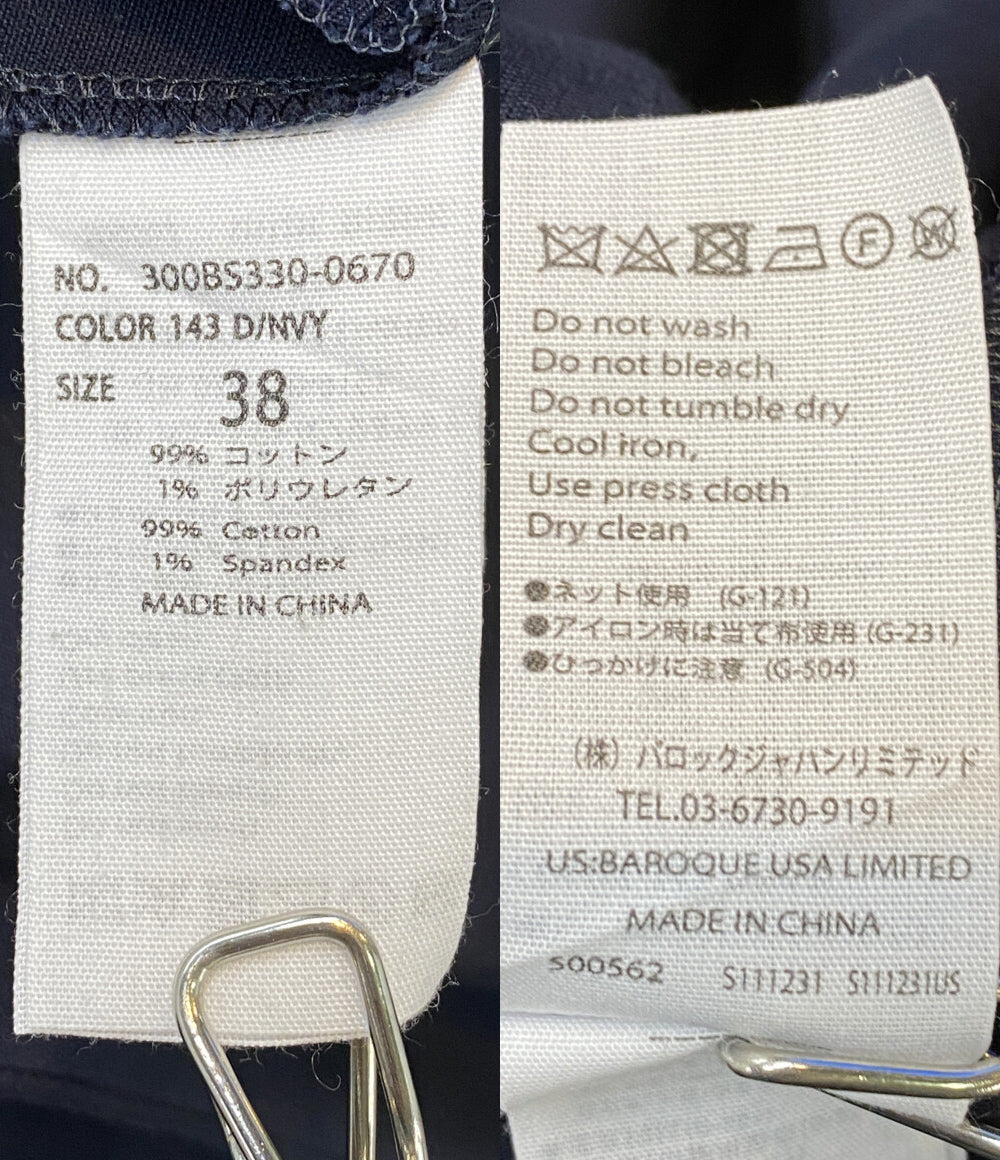 NO. 300BS330-0670
COLOR 143 D/NVY
SIZE 38
99% コットン
1% ポリウレタン
99% Cotton
1% Spandex
MADE IN CHINA
F W
Do not wash
Do not bleach
Do not tumble dry
Cool iron,
Use press cloth
Dry clean
●ネット使用 (G-121)
●アイロン時は当て布使用 (G-231)
●ひっかけに注意 (G-504)
(株) バロックジャパンリミテッド
TEL.03-6730-9191
US:BAROQUE USA LIMITED
MADE IN CHINA
S00562 S111231 S111231US